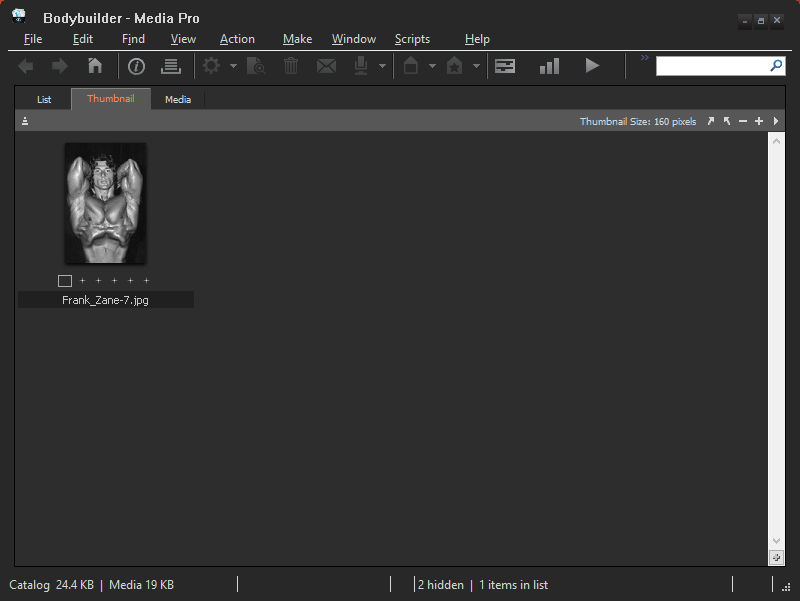 Bodybuilder - Media Pro
File Edit Find View Action Make Window Scripts Help
List Thumbnail Media
Thumbnail Size: 160 pixels
Frank_Zane-7.jpg
Catalog 24.4 KB | Media 19 KB 2 hidden | 1 items in list